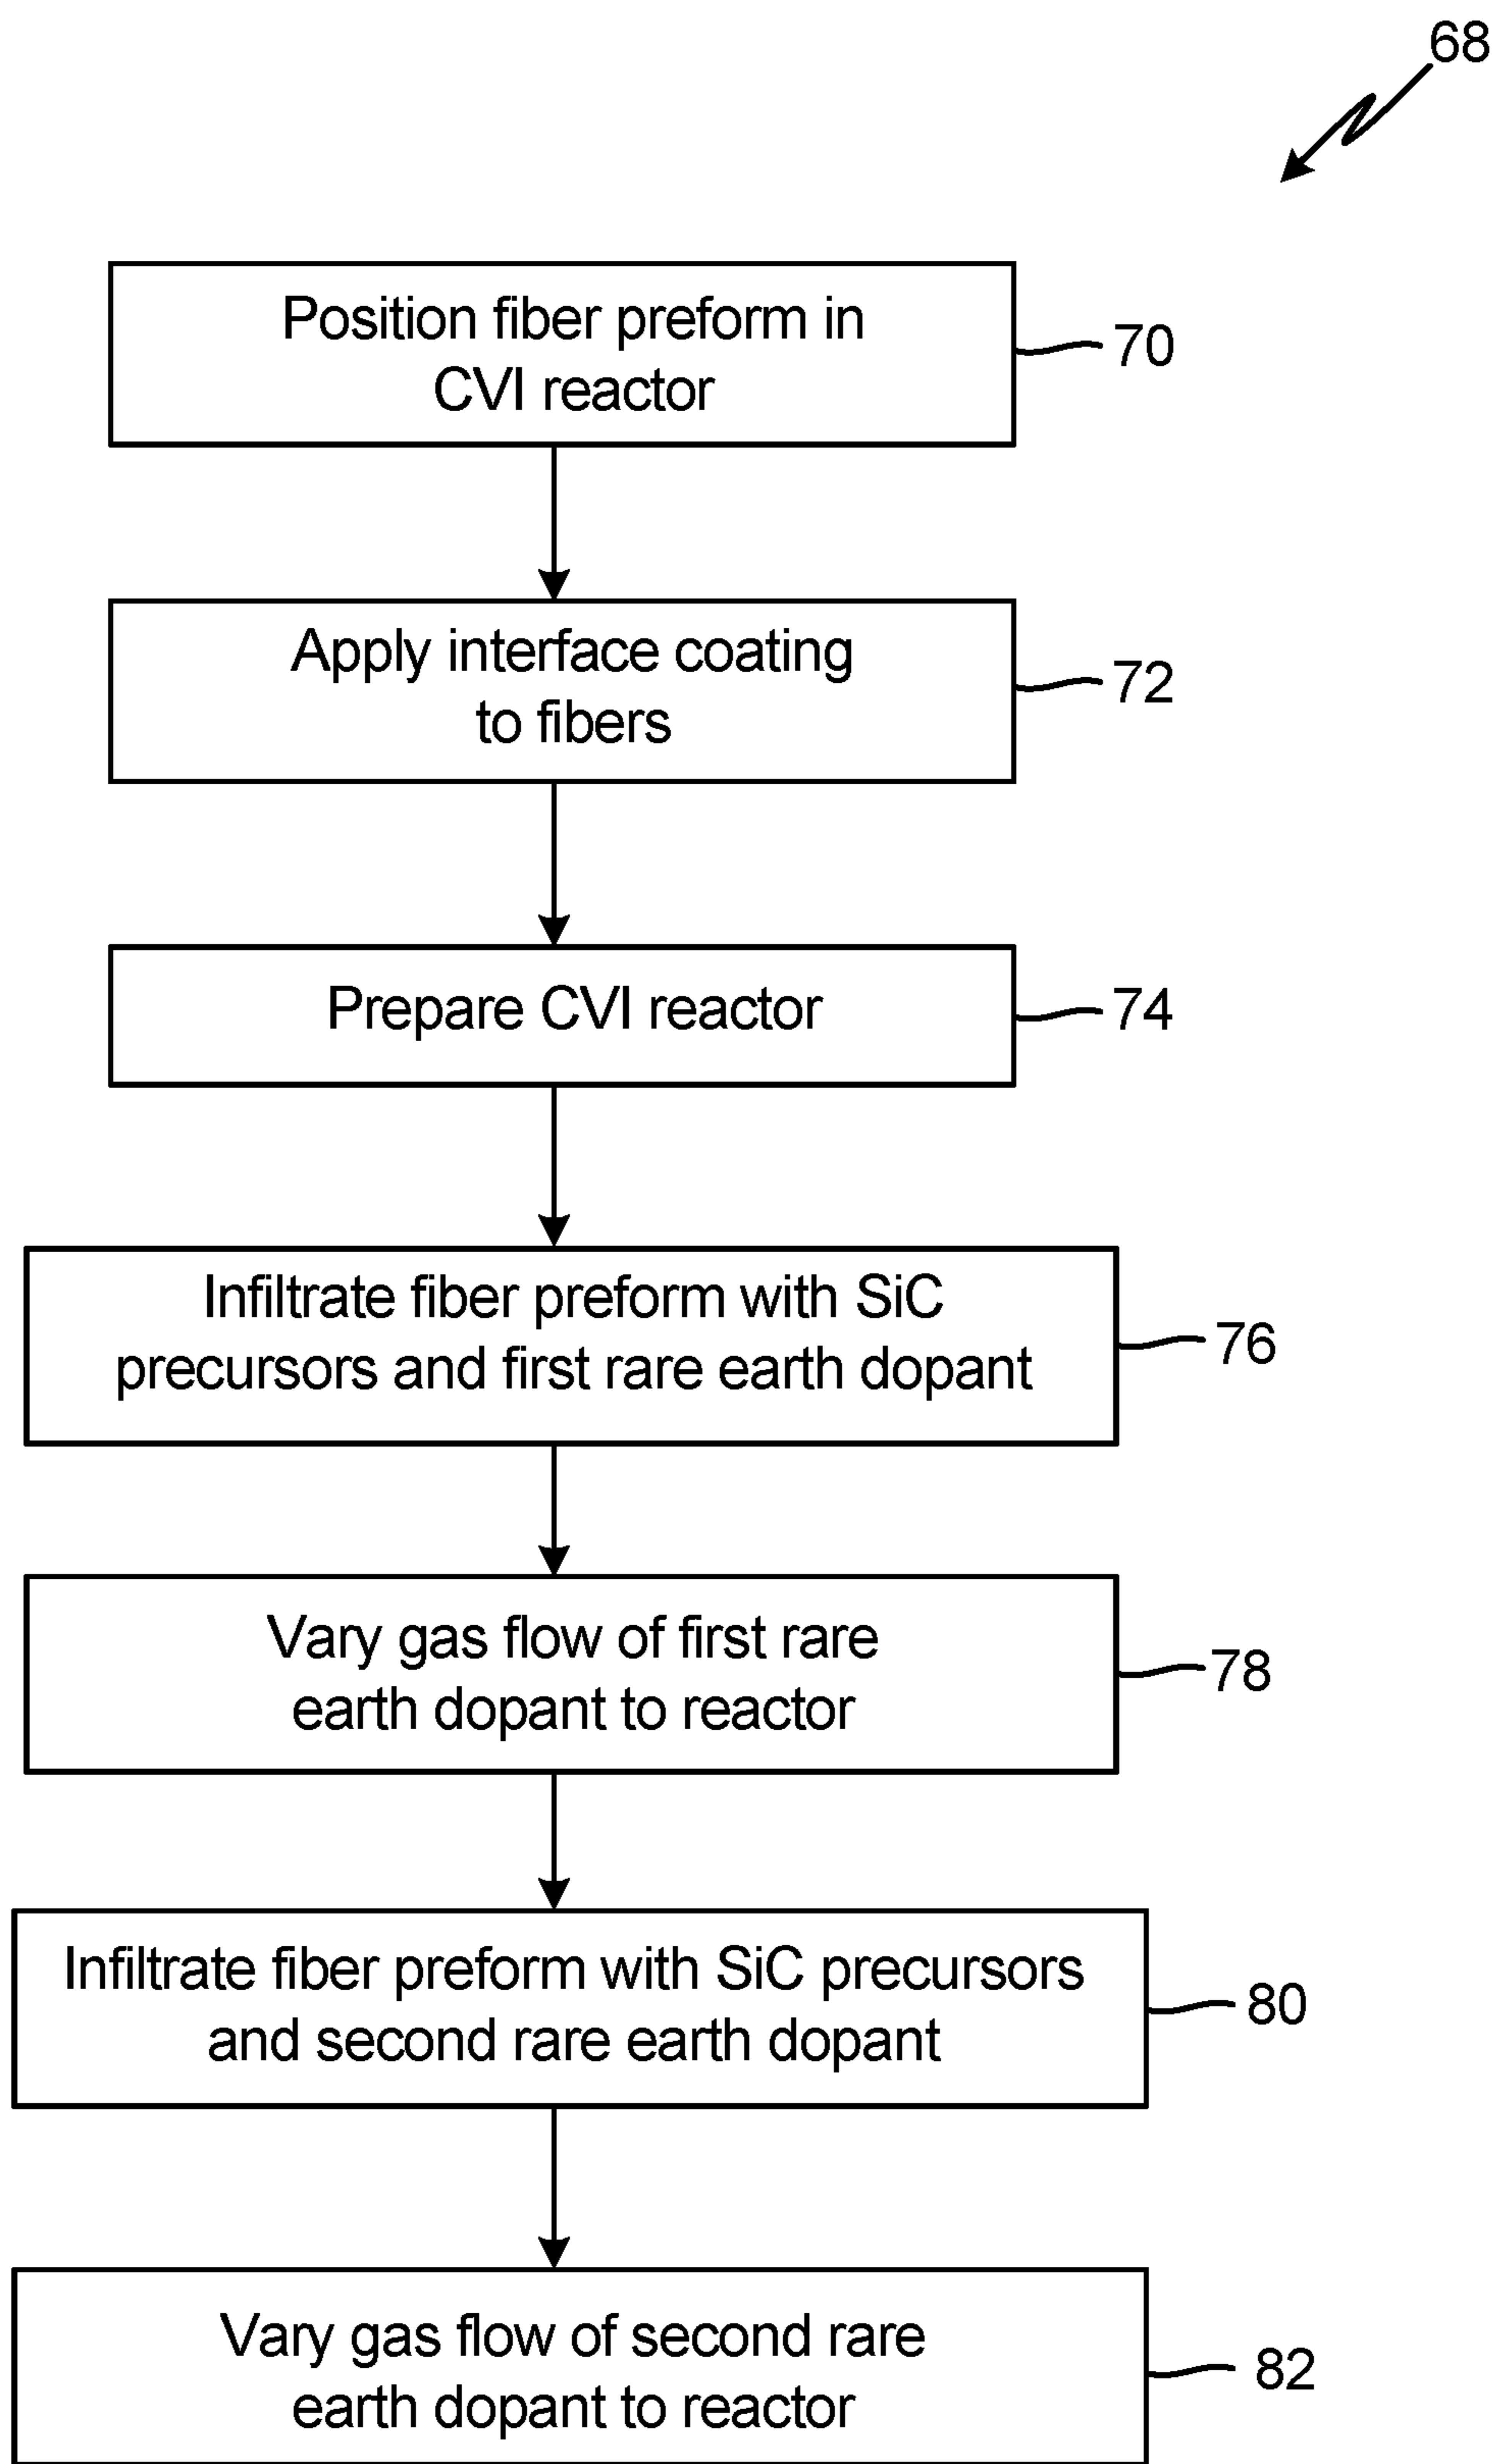 68
Position fiber preform in
CVI reactor
70
Apply interface coating
to fibers
72
Prepare CVI reactor
74
Infiltrate fiber preform with SiC
precursors and first rare earth dopant
76
Vary gas flow of first rare
earth dopant to reactor
78
Infiltrate fiber preform with SiC precursors
and second rare earth dopant
80
Vary gas flow of second rare
earth dopant to reactor
82